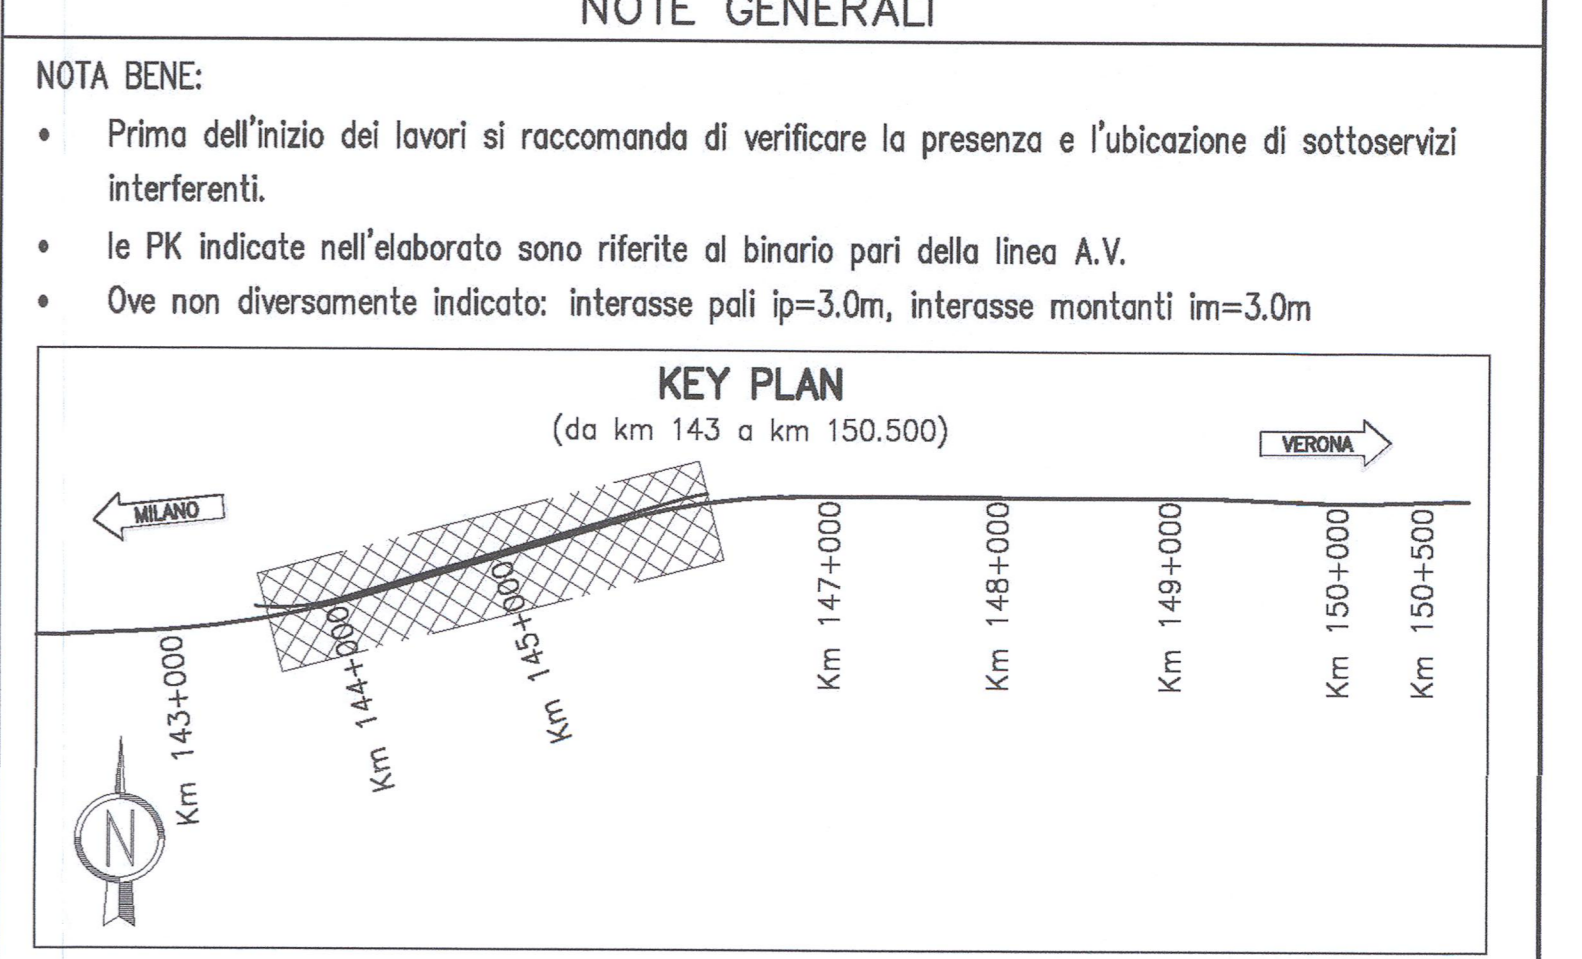 NOTE GENERALI
NOTA BENE:
• Prima dell'inizio dei lavori si raccomanda di verificare la presenza e l'ubicazione di sottoservizi
interferenti.
• le PK indicate nell'elaborato sono riferite al binario pari della linea A.V.
• Ove non diversamente indicato: interasse pali ip=3.0m, interasse montanti im=3.0m
KEY PLAN
(da km 143 a km 150.500)
MILANO
VERONA
Km 143+000
Km 144+000
Km 145+000
Km 147+000
Km 148+000
Km 149+000
Km 150+000
Km 150+500
N